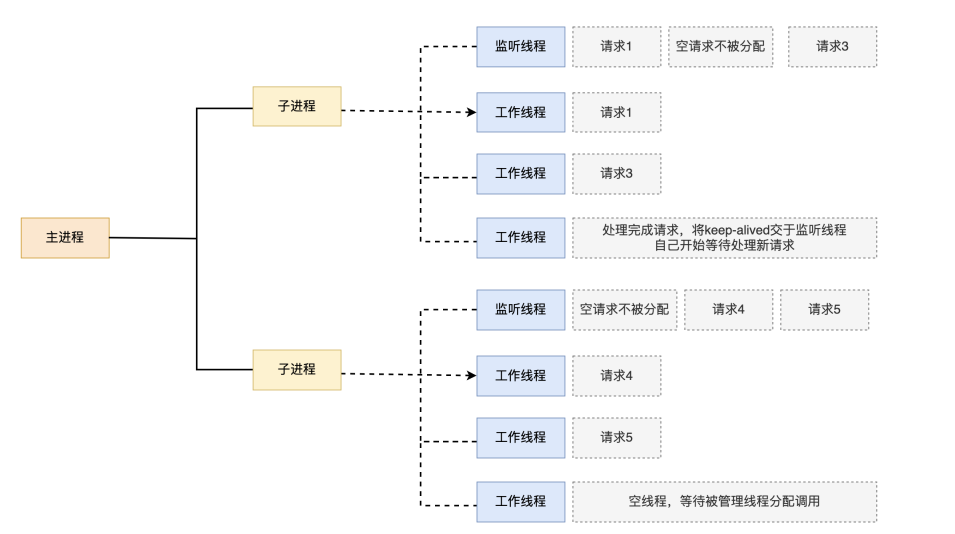 监听线程
请求1
空请求不被分配
请求3
子进程
工作线程
请求1
工作线程
请求3
主进程
工作线程
处理完成请求，将keep-alived交于监听线程
自己开始等待处理新请求
监听线程
空请求不被分配
请求4
请求5
子进程
工作线程
请求4
工作线程
请求5
工作线程
空线程，等待被管理线程分配调用